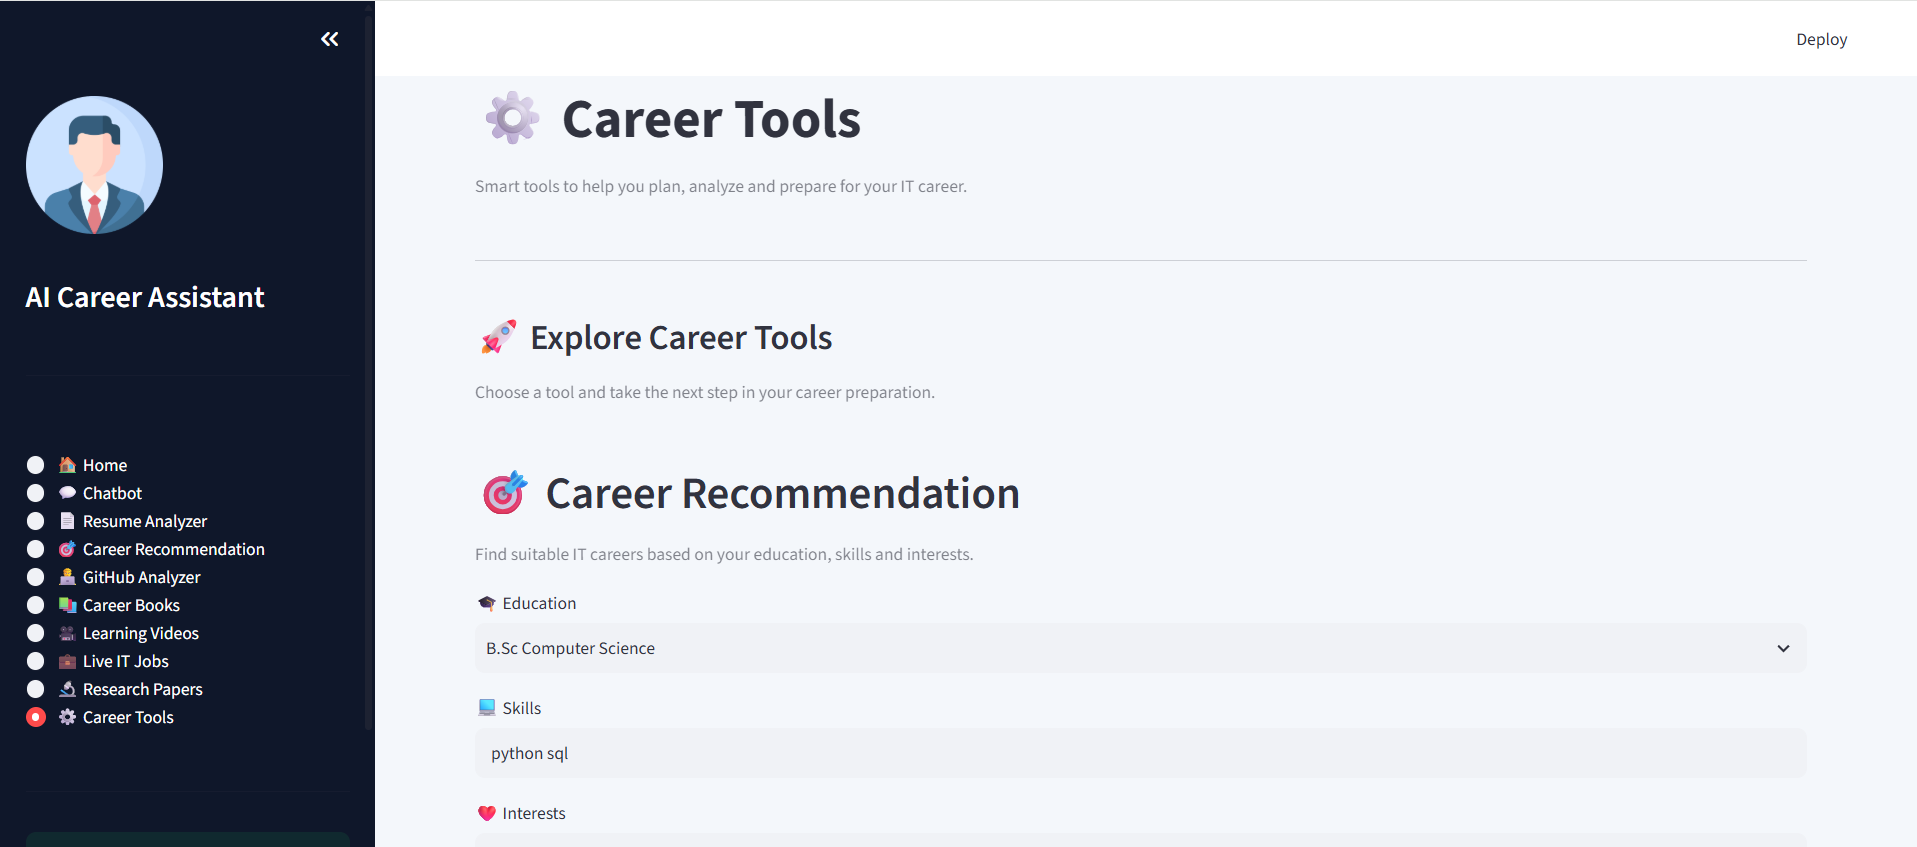 Deploy
AI Career Assistant
Home
Chatbot
Resume Analyzer
Career Recommendation
GitHub Analyzer
Career Books
Learning Videos
Live IT Jobs
Research Papers
Career Tools
Career Tools
Smart tools to help you plan, analyze and prepare for your IT career.
Explore Career Tools
Choose a tool and take the next step in your career preparation.
Career Recommendation
Find suitable IT careers based on your education, skills and interests.
Education
B.Sc Computer Science
Skills
python sql
Interests